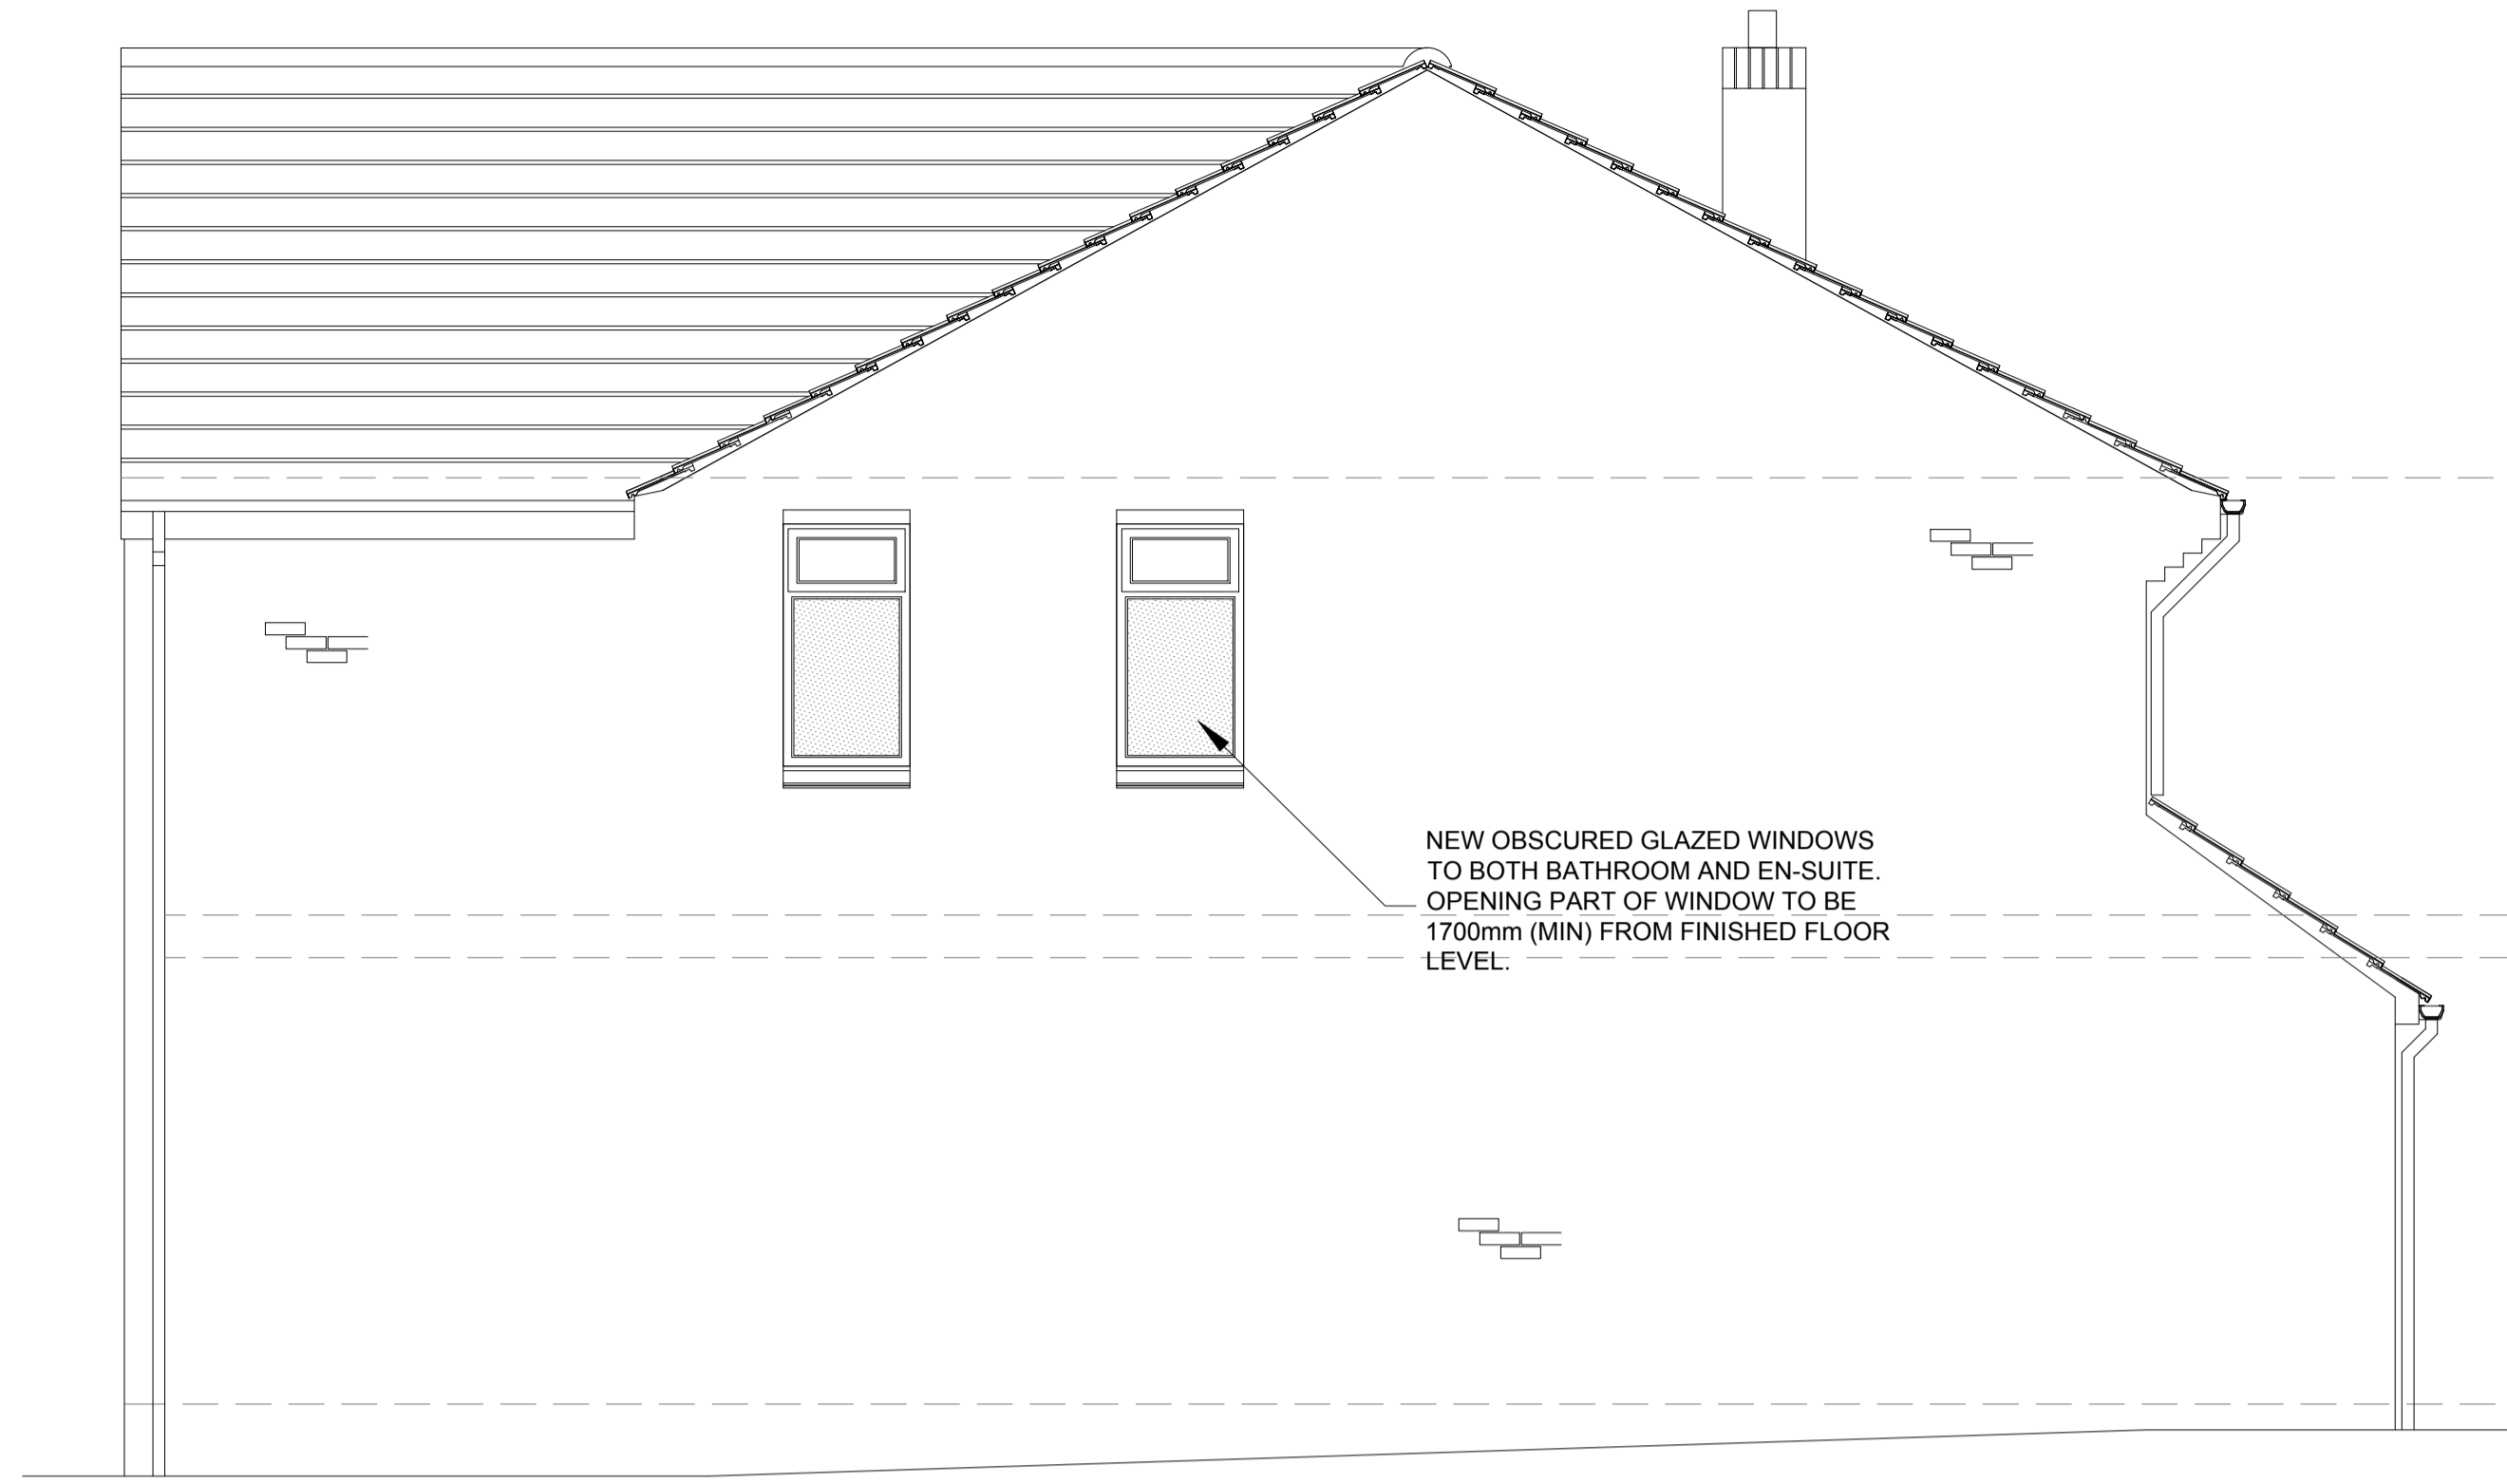 NEW OBSCURED GLAZED WINDOWS
TO BOTH BATHROOM AND EN-SUITE.
OPENING PART OF WINDOW TO BE
1700mm (MIN) FROM FINISHED FLOOR
LEVEL.